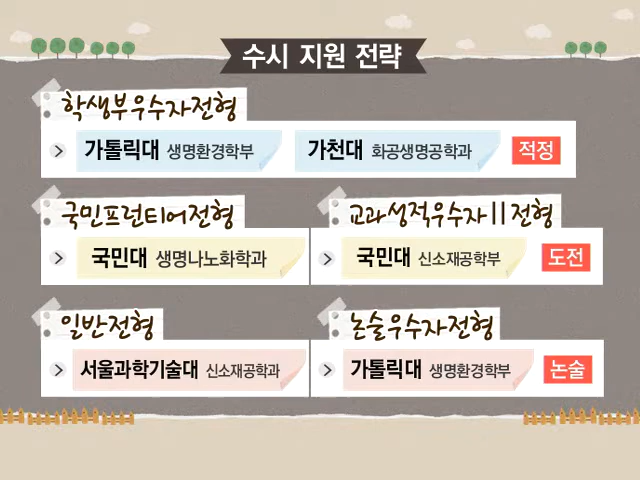 수시 지원 전략
학생부우수자전형
가톨릭대 생명환경학부 가천대 화공생명공학과 적정
국민프런티어전형
국민대 생명나노화학과
교과성적우수자Ⅱ전형
국민대 신소재공학부 도전
일반전형
서울과학기술대 신소재공학과
논술우수자전형
가톨릭대 생명환경학부 논술